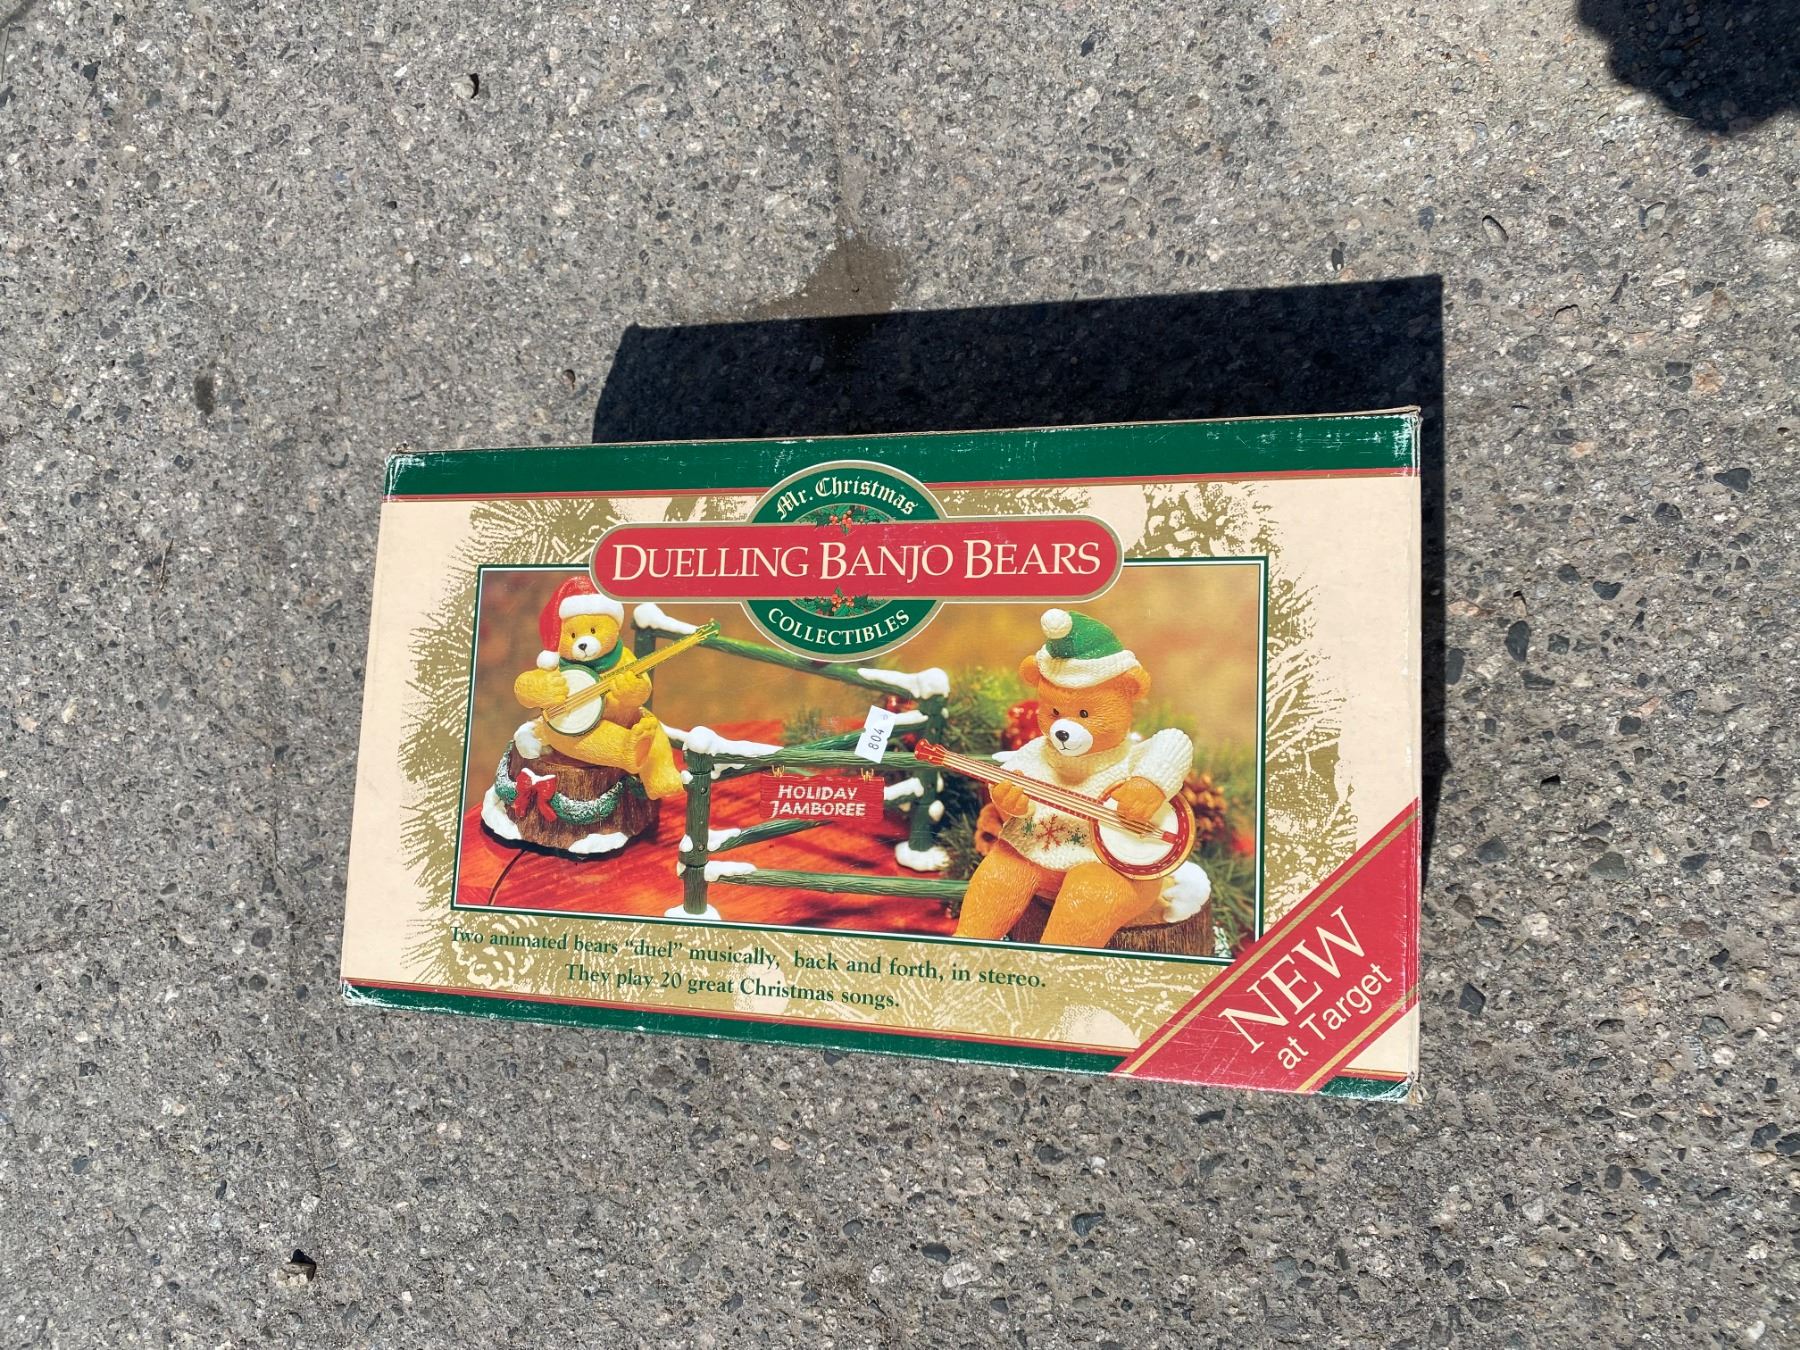 Mr. Christmas
DUELLING BANJO BEARS
COLLECTIBLES
804
HOLIDAY
JAMBOREE
Two animated bears “duel” musically, back and forth, in stereo.
They play 20 great Christmas songs.
NEW
at Target